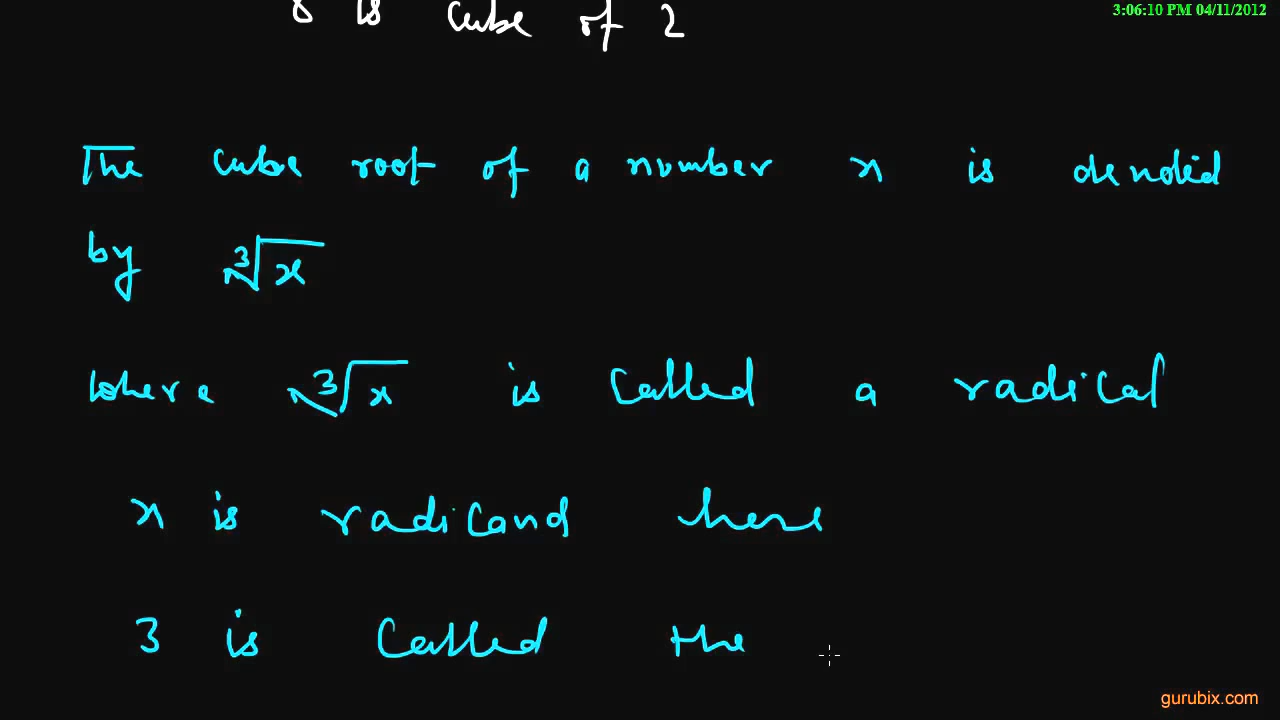 3:06:10 PM 04/11/2012
8 is cube of 2
The cube root of a number x is denoted
by ∛x
where ∛x is called a radical
x is radicand here
3 is called the
gurubix.com